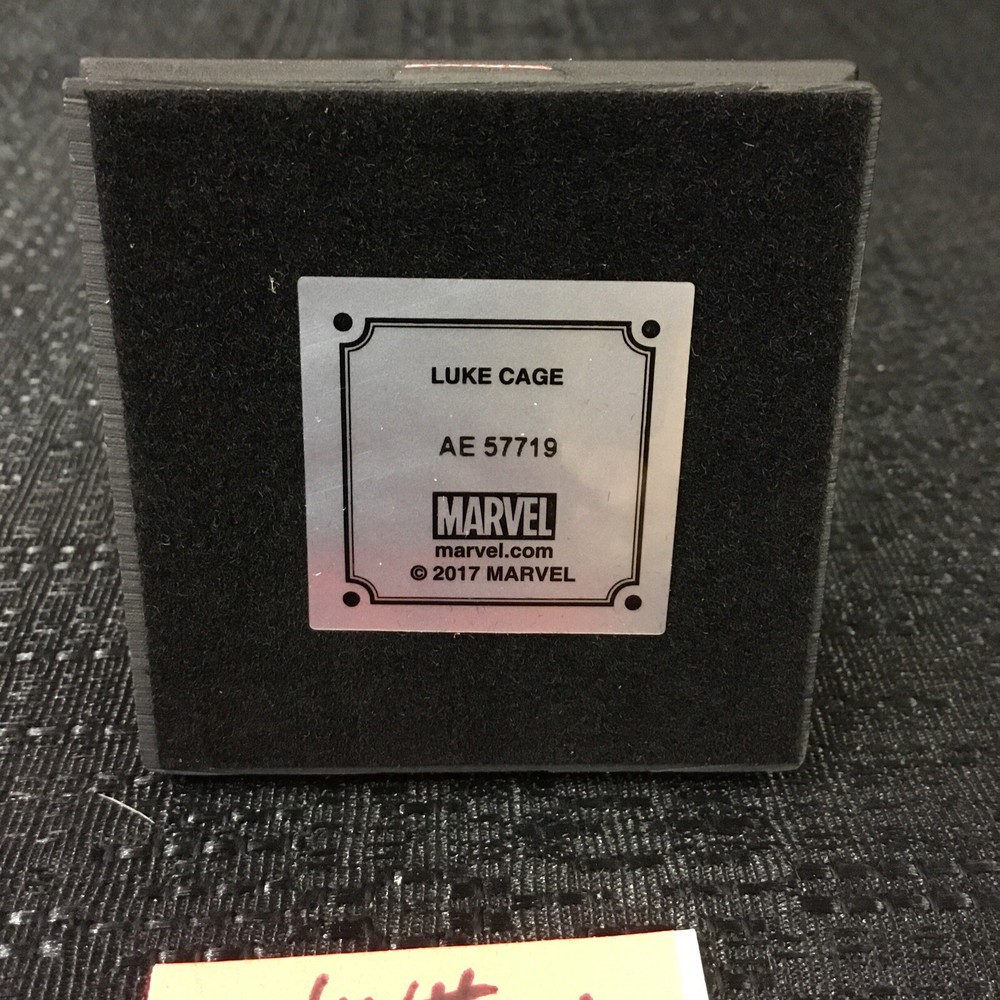 LUKE CAGE
AE 57719
MARVEL
marvel.com
© 2017 MARVEL